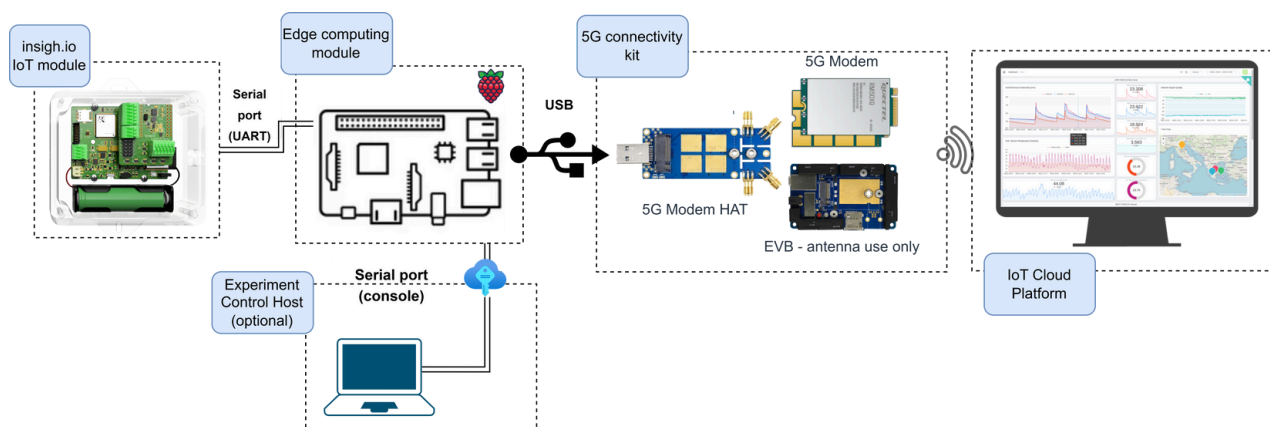 insigh.io
IoT module
Edge computing
module
5G connectivity
kit
5G Modem
Serial
port
(UART)
USB
5G Modem HAT
EVB - antenna use only
IoT Cloud
Platform
Experiment
Control Host
(optional)
Serial port
(console)